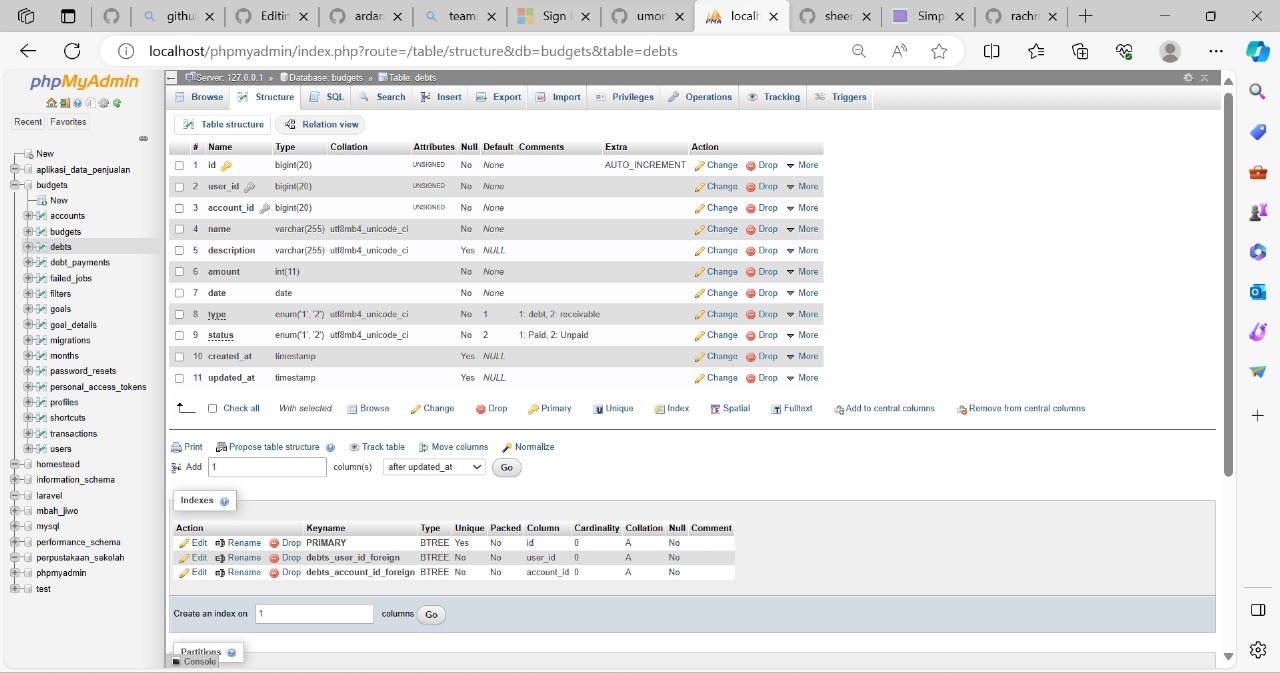 githu
Editin
ardan
team
Sign
umor
localh
sheer
Simp
rachn
localhost/phpmyadmin/index.php?route=/table/structure&db=budgets&table=debts
phpMyAdmin
Recent Favorites
New
aplikasi_data_penjualan
budgets
New
accounts
budgets
debts
debt_payments
failed_jobs
filters
goals
goal_details
migrations
months
password_resets
personal_access_tokens
profiles
shortcuts
transactions
users
homestead
information_schema
laravel
mbah_jiwo
mysql
performance_schema
perpustakaan_sekolah
phpmyadmin
test
Server: 127.0.0.1 » Database: budgets » Table: debts
Browse Structure SQL Search Insert Export Import Privileges Operations Tracking Triggers
Table structure Relation view
# Name Type Collation Attributes Null Default Comments Extra Action
1 id bigint(20) UNSIGNED No None AUTO_INCREMENT Change Drop More
2 user_id bigint(20) UNSIGNED No None Change Drop More
3 account_id bigint(20) UNSIGNED No None Change Drop More
4 name varchar(255) utf8mb4_unicode_ci No None Change Drop More
5 description varchar(255) utf8mb4_unicode_ci Yes NULL Change Drop More
6 amount int(11) No None Change Drop More
7 date date No None Change Drop More
8 type enum('1', '2') utf8mb4_unicode_ci No 1 1: debt, 2: receivable Change Drop More
9 status enum('1', '2') utf8mb4_unicode_ci No 2 1: Paid, 2: Unpaid Change Drop More
10 created_at timestamp Yes NULL Change Drop More
11 updated_at timestamp Yes NULL Change Drop More
Check all With selected: Browse Change Drop Primary Unique Index Spatial Fulltext Add to central columns Remove from central columns
Print Propose table structure Track table Move columns Normalize
Add 1 column(s) after updated_at Go
Indexes
Action Keyname Type Unique Packed Column Cardinality Collation Null Comment
Edit Rename Drop PRIMARY BTREE Yes No id 0 A No
Edit Rename Drop debts_user_id_foreign BTREE No No user_id 0 A No
Edit Rename Drop debts_account_id_foreign BTREE No No account_id 0 A No
Create an index on 1 columns Go
Partitions
Console